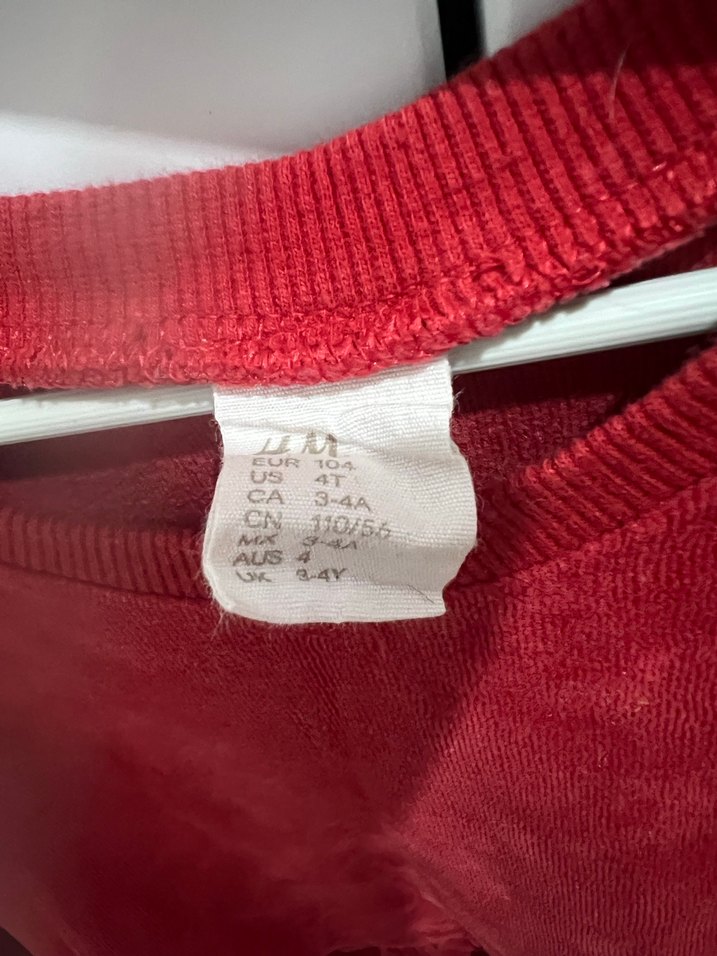 H&M
EUR 104
US 4T
CA 3-4A
CN 110/56
MX 3-4A
AUS 4
UK 3-4Y